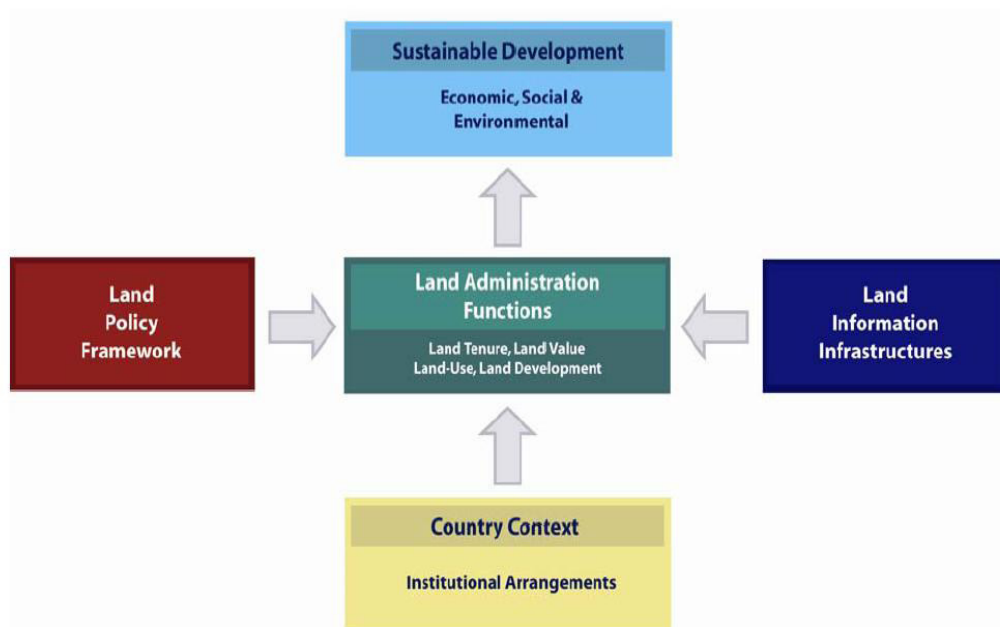 Sustainable Development
Economic, Social &
Environmental
Land
Policy
Framework
Land Administration
Functions
Land Tenure, Land Value
Land-Use, Land Development
Land
Information
Infrastructures
Country Context
Institutional Arrangements